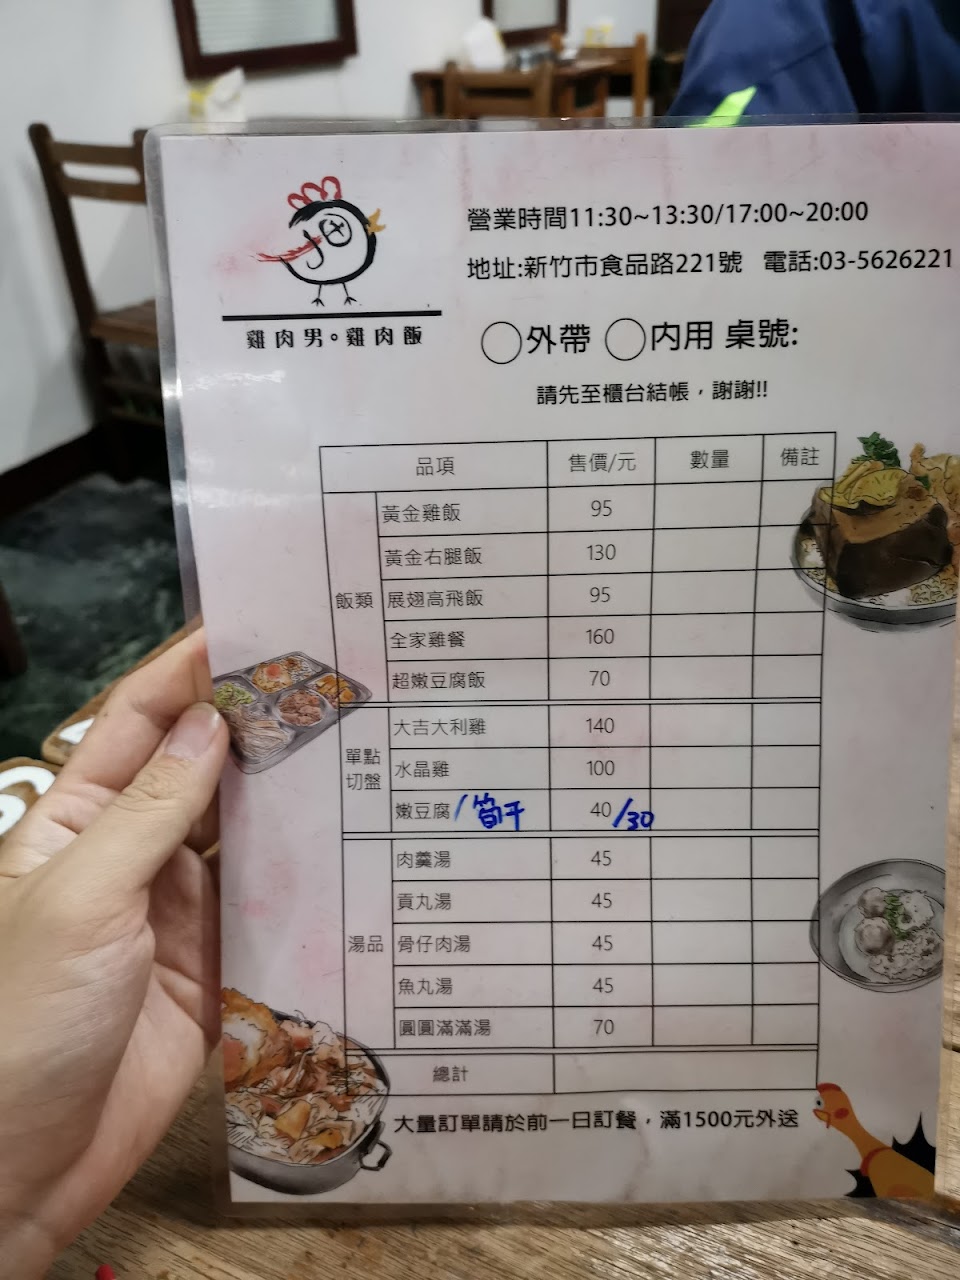 營業時間11:30~13:30/17:00~20:00
地址:新竹市食品路221號 電話:03-5626221
雞肉男。雞肉飯
○外帶 ○内用 桌號:
請先至櫃台結帳，謝謝!!
品項 售價/元 數量 備註
飯類
黃金雞飯 95
黃金右腿飯 130
展翅高飛飯 95
全家雞餐 160
超嫩豆腐飯 70
單點
切盤
大吉大利雞 140
水晶雞 100
嫩豆腐/筍干 40/30
湯品
肉羹湯 45
貢丸湯 45
骨仔肉湯 45
魚丸湯 45
圓圓滿滿湯 70
總計
大量訂單請於前一日訂餐，滿1500元外送